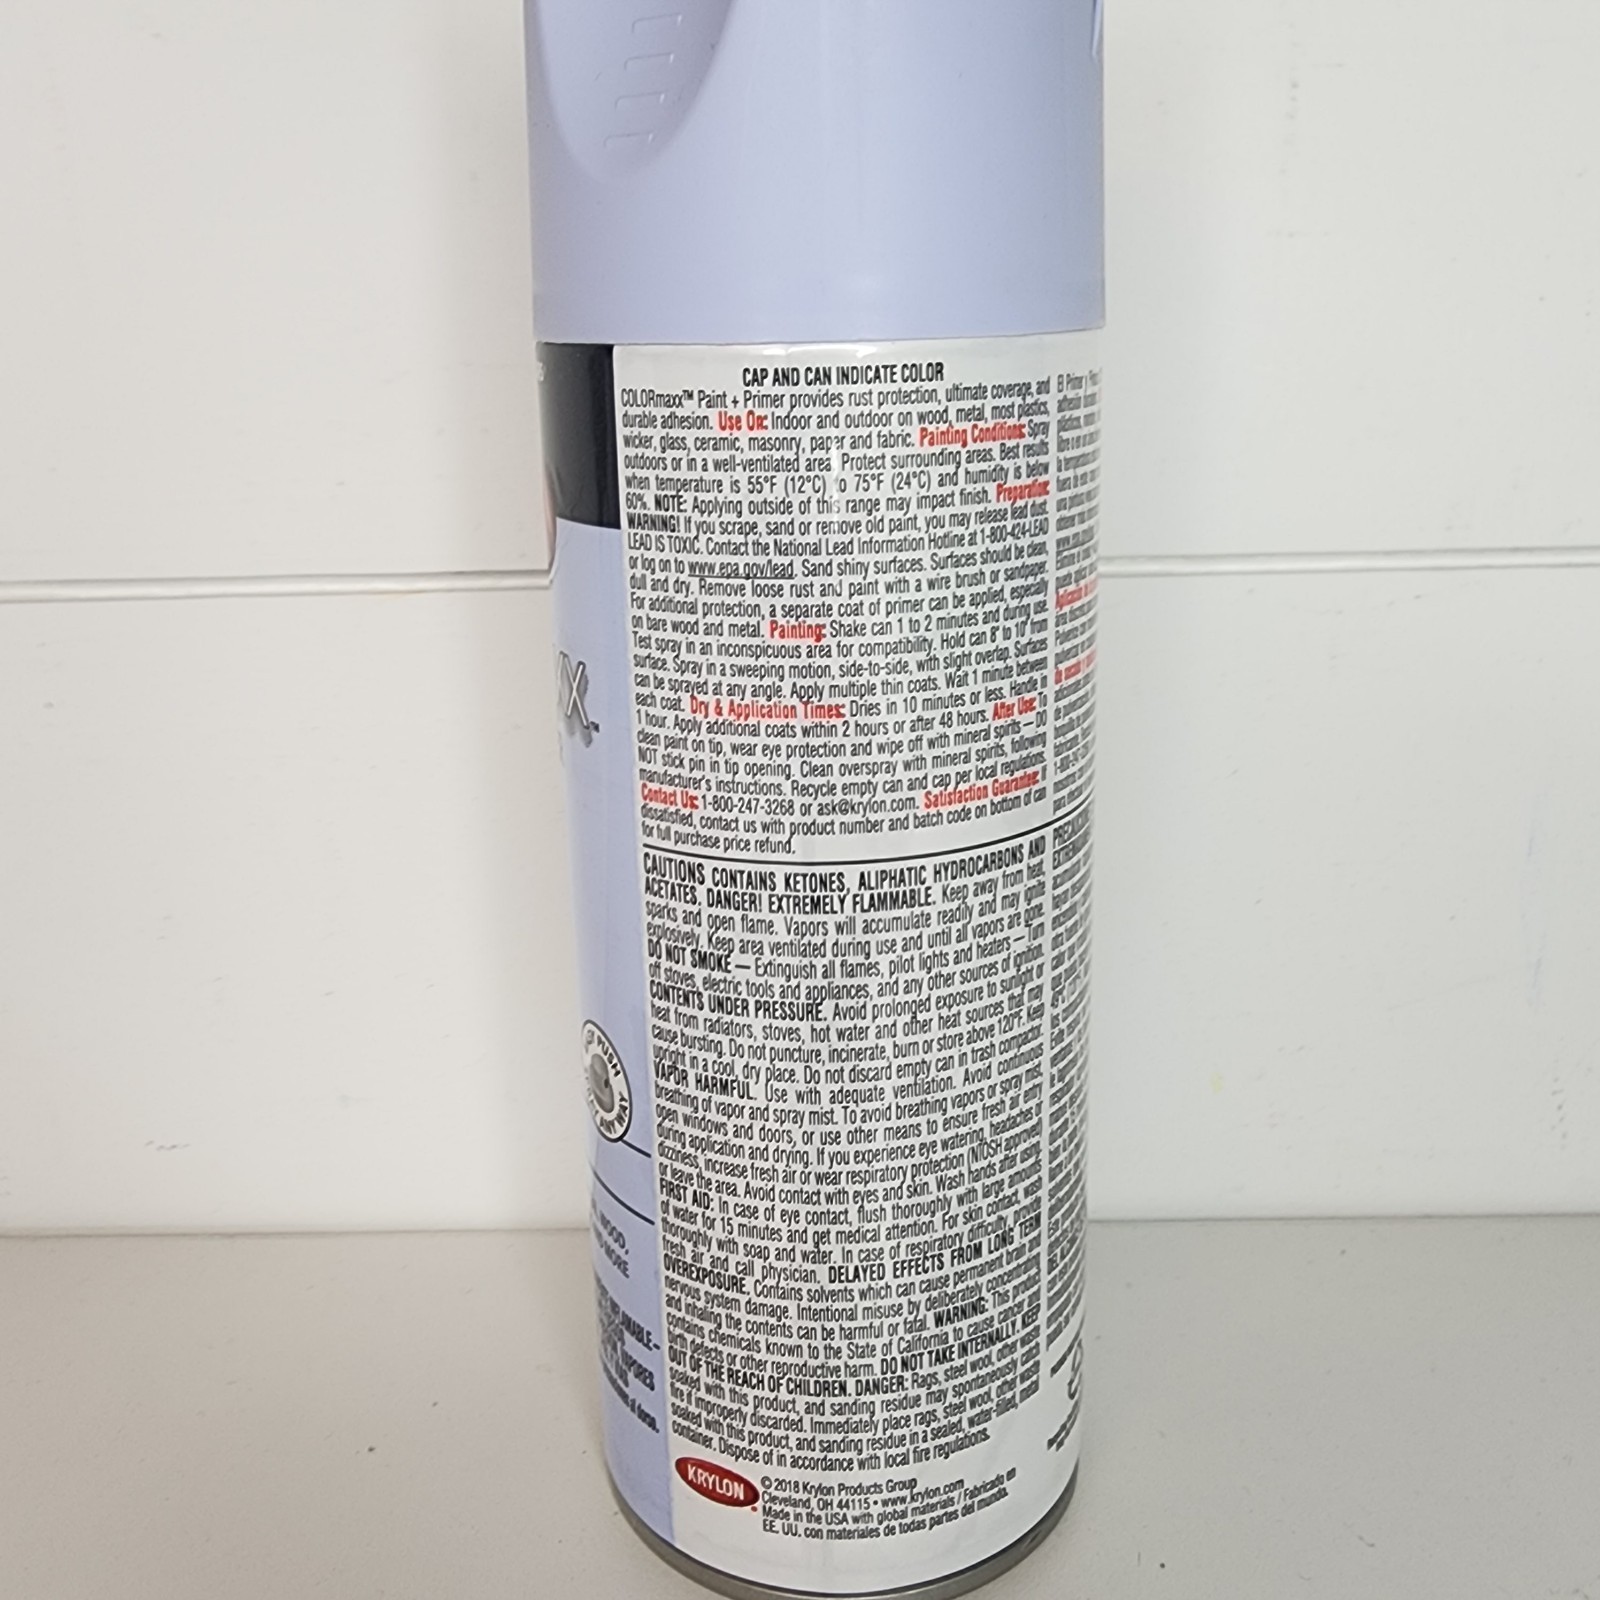 CAP AND CAN INDICATE COLOR
COLORmaxx™ Paint + Primer provides rust protection, ultimate coverage, and
durable adhesion. Use On: Indoor and outdoor on wood, metal, most plastics,
wicker, glass, ceramic, masonry, paper and fabric. Painting Conditions: Spray
outdoors or in a well-ventilated area. Protect surrounding areas. Best results
when temperature is 55°F (12°C) to 75°F (24°C) and humidity is below
60%. NOTE: Applying outside of this range may impact finish. Preparation:
WARNING! If you scrape, sand or remove old paint, you may release lead dust.
LEAD IS TOXIC. Contact the National Lead Information Hotline at 1-800-424-LEAD
or log on to www.epa.gov/lead. Sand shiny surfaces. Surfaces should be clean,
dull and dry. Remove loose rust and paint with a wire brush or sandpaper.
For additional protection, a separate coat of primer can be applied, especially
on bare wood and metal. Painting: Shake can 1 to 2 minutes and during use.
Test spray in an inconspicuous area for compatibility. Hold can 8" to 10" from
surface. Spray in a sweeping motion, side-to-side, with slight overlap. Surfaces
can be sprayed at any angle. Apply multiple thin coats. Wait 1 minute between
each coat. Dry & Application Times: Dries in 10 minutes or less. Handle in
1 hour. Apply additional coats within 2 hours or after 48 hours. After Use: To
clean paint on tip, wear eye protection and wipe off with mineral spirits — DO
NOT stick pin in tip opening. Clean overspray with mineral spirits, following
manufacturer's instructions. Recycle empty can and cap per local regulations.
Contact Us: 1-800-247-3268 or ask@krylon.com. Satisfaction Guarantee: If
dissatisfied, contact us with product number and batch code on bottom of can
for full purchase price refund.
CAUTIONS CONTAINS KETONES, ALIPHATIC HYDROCARBONS AND
ACETATES. DANGER! EXTREMELY FLAMMABLE. Keep away from heat,
sparks and open flame. Vapors will accumulate readily and may ignite
explosively. Keep area ventilated during use and until all vapors are gone.
DO NOT SMOKE — Extinguish all flames, pilot lights and heaters — Turn
off stoves, electric tools and appliances, and any other sources of ignition.
CONTENTS UNDER PRESSURE. Avoid prolonged exposure to sunlight or
heat from radiators, stoves, hot water and other heat sources that may
cause bursting. Do not puncture, incinerate, burn or store above 120°F. Keep
upright in a cool, dry place. Do not discard empty can in trash compactor.
VAPOR HARMFUL. Use with adequate ventilation. Avoid continuous
breathing of vapor and spray mist. To avoid breathing vapors or spray mist,
open windows and doors, or use other means to ensure fresh air entry
during application and drying. If you experience eye watering, headaches or
dizziness, increase fresh air or wear respiratory protection (NIOSH approved)
or leave the area. Avoid contact with eyes and skin. Wash hands after using.
FIRST AID: In case of eye contact, flush thoroughly with large amounts
of water for 15 minutes and get medical attention. For skin contact, wash
thoroughly with soap and water. In case of respiratory difficulty, provide
fresh air and call physician. DELAYED EFFECTS FROM LONG TERM
OVEREXPOSURE. Contains solvents which can cause permanent brain and
nervous system damage. Intentional misuse by deliberately concentrating
and inhaling the contents can be harmful or fatal. WARNING: This product
contains chemicals known to the State of California to cause cancer and
birth defects or other reproductive harm. DO NOT TAKE INTERNALLY. KEEP
OUT OF THE REACH OF CHILDREN. DANGER: Rags, steel wool, other waste
soaked with this product, and sanding residue may spontaneously catch
fire if improperly discarded. Immediately place rags, steel wool, other waste
soaked with this product, and sanding residue in a sealed, water-filled, metal
container. Dispose of in accordance with local fire regulations.
KRYLON
© 2018 Krylon Products Group
Cleveland, OH 44115 • www.krylon.com
Made in the USA with global materials / Fabricado en
EE. UU. con materiales de todas partes del mundo.
PUSH
ANY WAY
WOOD,
MORE